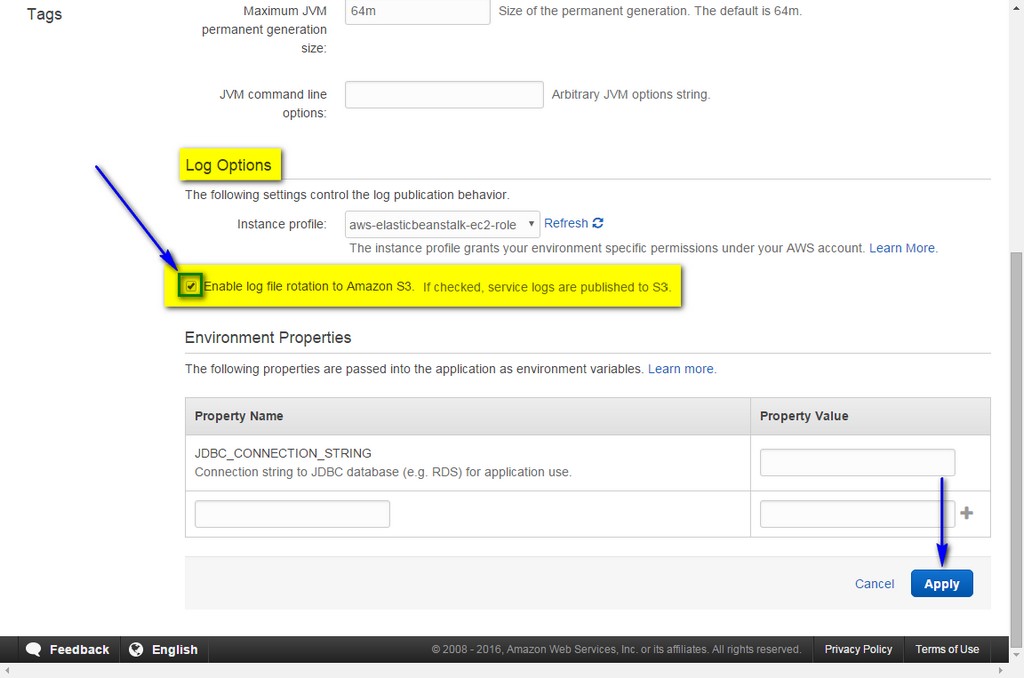 Tags
Maximum JVM
permanent generation
size:
64m
Size of the permanent generation. The default is 64m.
JVM command line
options:
Arbitrary JVM options string.
Log Options
The following settings control the log publication behavior.
Instance profile:
aws-elasticbeanstalk-ec2-role
Refresh
The instance profile grants your environment specific permissions under your AWS account. Learn More.
Enable log file rotation to Amazon S3. If checked, service logs are published to S3.
Environment Properties
The following properties are passed into the application as environment variables. Learn more.
Property Name Property Value
JDBC_CONNECTION_STRING
Connection string to JDBC database (e.g. RDS) for application use.
Cancel Apply
Feedback English © 2008 - 2016, Amazon Web Services, Inc. or its affiliates. All rights reserved. Privacy Policy Terms of Use